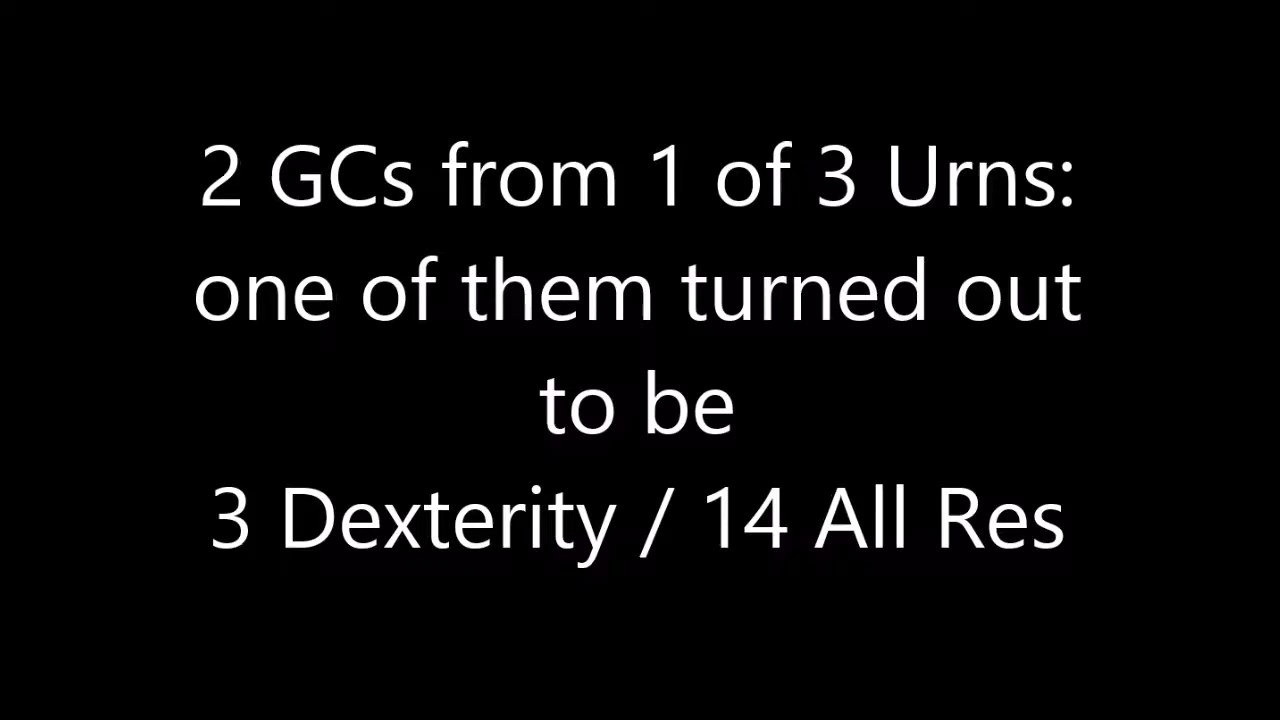 2 GCs from 1 of 3 Urns:
one of them turned out
to be
3 Dexterity / 14 All Res